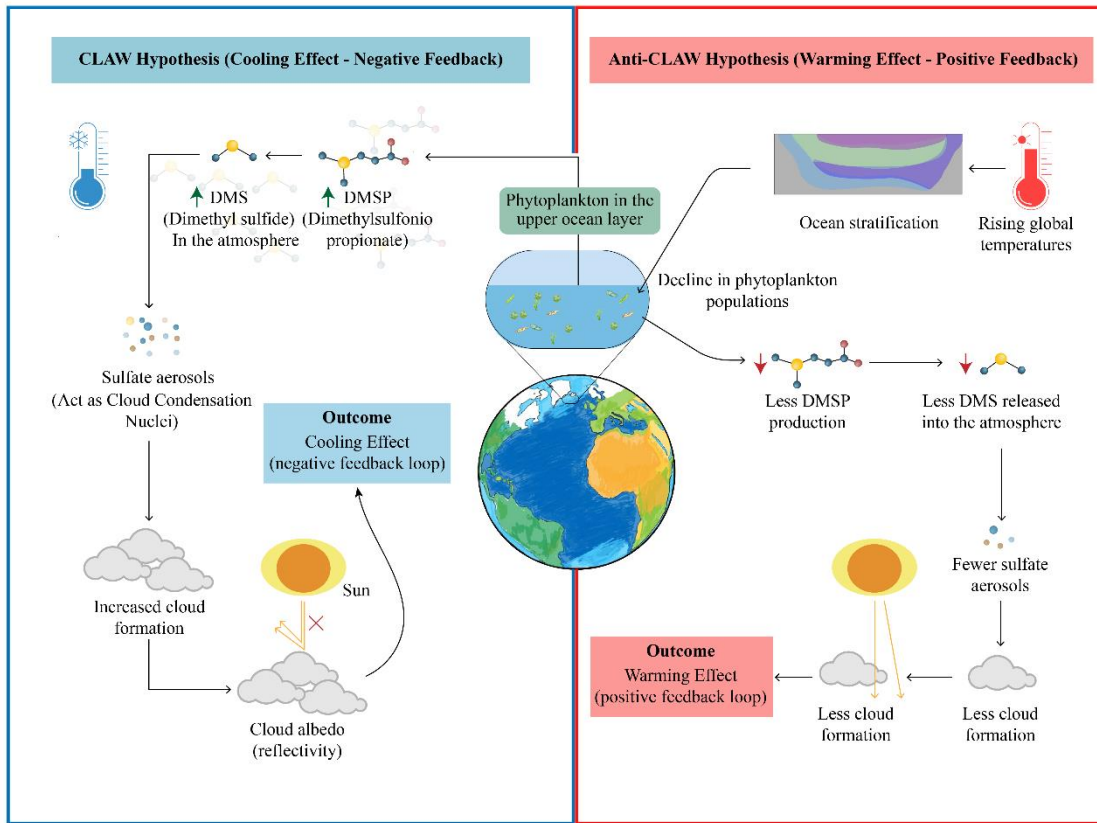 CLAW Hypothesis (Cooling Effect - Negative Feedback)
DMS
(Dimethyl sulfide)
In the atmosphere
DMSP
(Dimethylsulfonio
propionate)
Sulfate aerosols
(Act as Cloud Condensation
Nuclei)
Increased cloud
formation
Sun
Cloud albedo
(reflectivity)
Outcome
Cooling Effect
(negative feedback loop)
Phytoplankton in the
upper ocean layer
Anti-CLAW Hypothesis (Warming Effect - Positive Feedback)
Rising global
temperatures
Ocean stratification
Decline in phytoplankton
populations
Less DMSP
production
Less DMS released
into the atmosphere
Fewer sulfate
aerosols
Less cloud
formation
Less cloud
formation
Outcome
Warming Effect
(positive feedback loop)